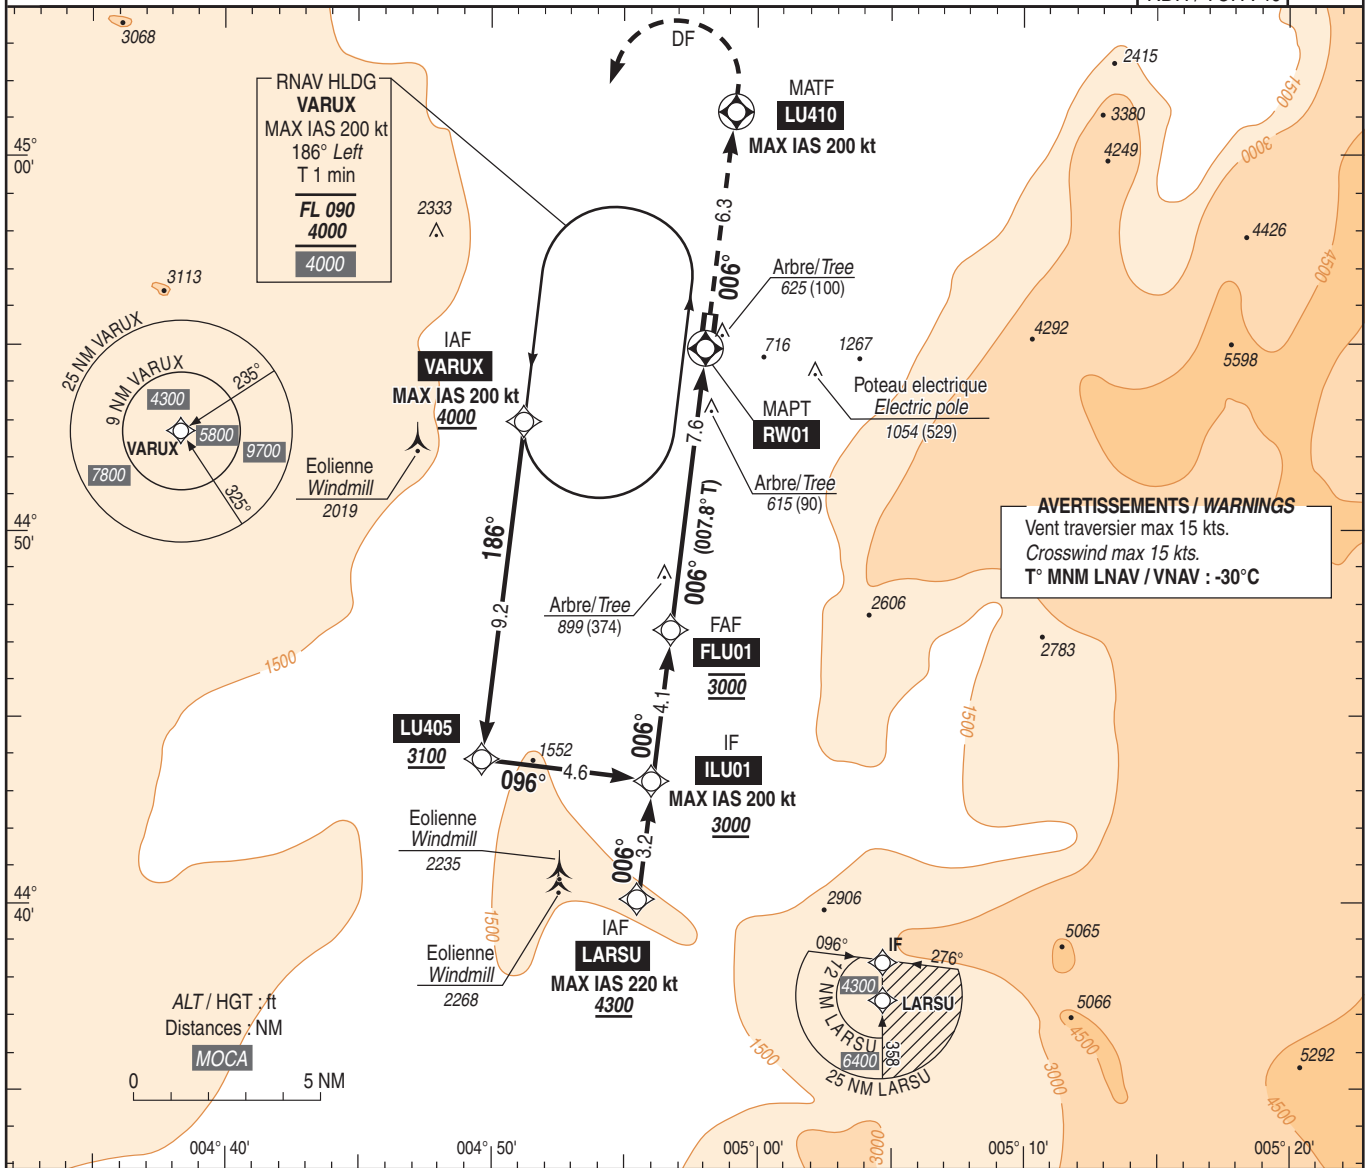 3068
RNAV HLDG
VARUX
MAX IAS 200 kt
186° Left
T 1 min
FL 090
4000
4000
DF
MATF
LU410
MAX IAS 200 kt
6.3
006°
2415
3380
4249
4426
4292
5598
1500
3000
4500
45°
00'
2333
3113
25 NM VARUX
9 NM VARUX
235°
4300
5800
VARUX
9700
7800
325°
IAF
VARUX
MAX IAS 200 kt
4000
Eolienne
Windmill
2019
Arbre/Tree
625 (100)
716
1267
Poteau electrique
Electric pole
1054 (529)
MAPT
RW01
7.6
Arbre/Tree
615 (90)
006° (007.8° T)
AVERTISSEMENTS / WARNINGS
Vent traversier max 15 kts.
Crosswind max 15 kts.
T° MNM LNAV / VNAV : -30°C
44°
50'
186°
9.2
Arbre/Tree
899 (374)
FAF
FLU01
3000
2606
2783
1500
1500
4.1
006°
LU405
3100
1552
096°
4.6
IF
ILU01
MAX IAS 200 kt
3000
Eolienne
Windmill
2235
006°
3.2
44°
40'
1500
IAF
LARSU
MAX IAS 220 kt
4300
Eolienne
Windmill
2268
2906
096°
IF
276°
12 NM LARSU
4300
LARSU
358
6400
25 NM LARSU
5065
5066
4500
5292
4500
3000
1500
3000
ALT / HGT : ft
Distances : NM
MOCA
0
5 NM
004° 40'
004° 50'
005° 00'
005° 10'
005° 20'